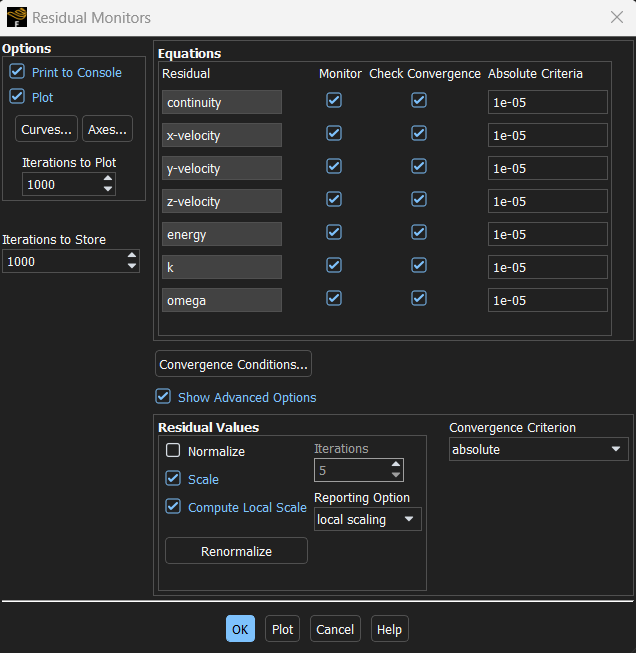 Residual Monitors
Options
Print to Console
Plot
Curves... Axes...
Iterations to Plot
1000
Iterations to Store
1000
Equations
Residual Monitor Check Convergence Absolute Criteria
continuity 1e-05
x-velocity 1e-05
y-velocity 1e-05
z-velocity 1e-05
energy 1e-05
k 1e-05
omega 1e-05
Convergence Conditions...
Show Advanced Options
Residual Values
Normalize
Scale
Compute Local Scale
Renormalize
Iterations
5
Reporting Option
local scaling
Convergence Criterion
absolute
OK Plot Cancel Help